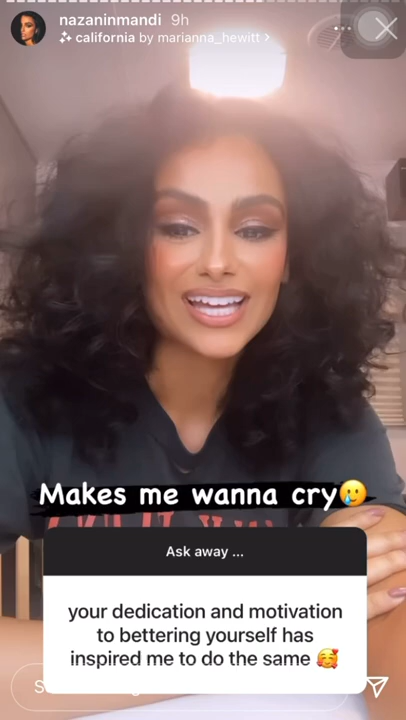 nazaninmandi 9h
california by marianna_hewitt >
Makes me wanna cry🥲
Ask away ...
your dedication and motivation
to bettering yourself has
inspired me to do the same 🥰